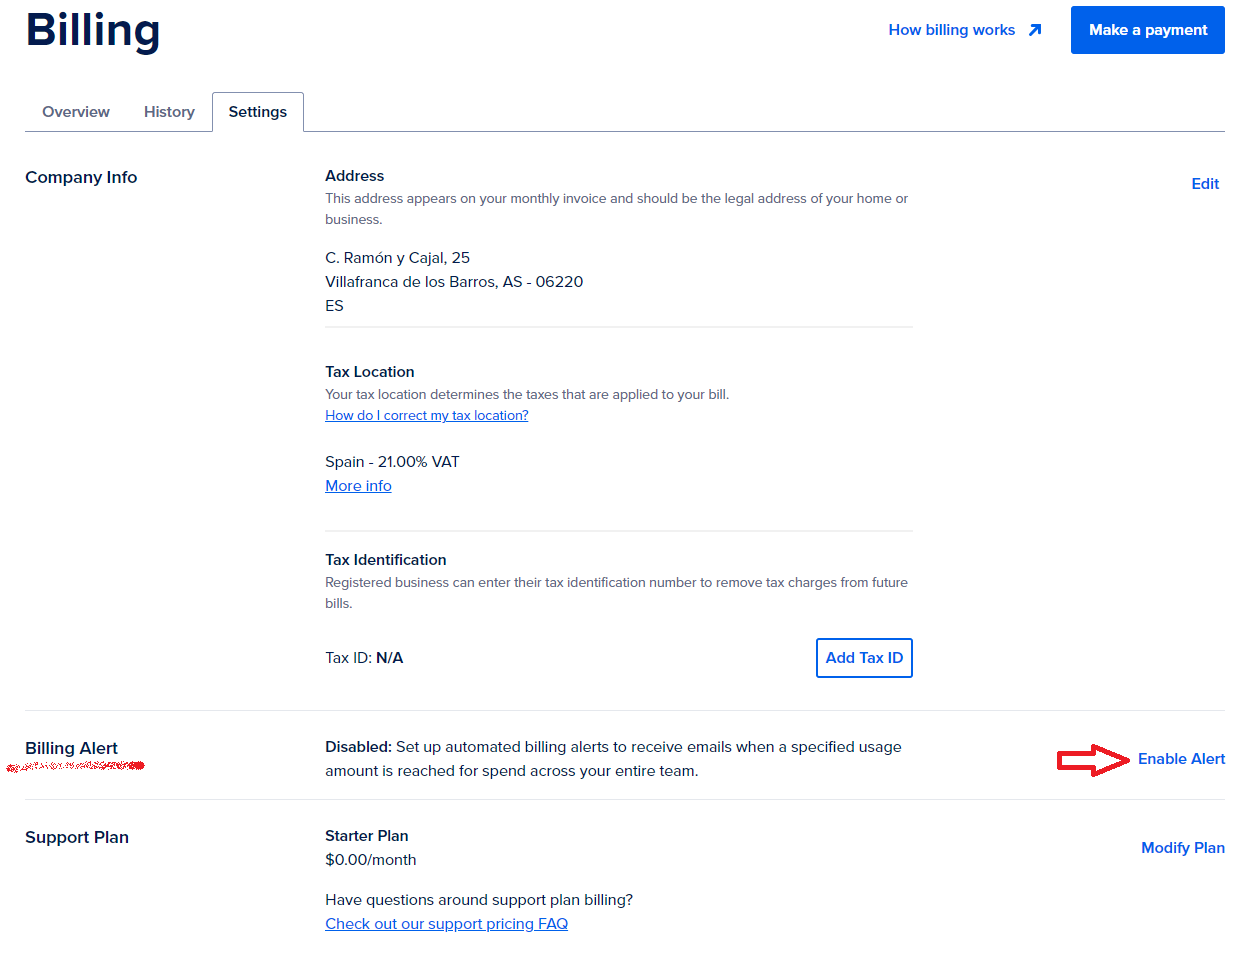 Billing
How billing works
Make a payment
Overview
History
Settings
Company Info
Address
Edit
This address appears on your monthly invoice and should be the legal address of your home or
business.
C. Ramón y Cajal, 25
Villafranca de los Barros, AS - 06220
ES
Tax Location
Your tax location determines the taxes that are applied to your bill.
How do I correct my tax location?
Spain - 21.00% VAT
More info
Tax Identification
Registered business can enter their tax identification number to remove tax charges from future
bills.
Tax ID: N/A
Add Tax ID
Billing Alert
Disabled: Set up automated billing alerts to receive emails when a specified usage
amount is reached for spend across your entire team.
Enable Alert
Support Plan
Starter Plan
$0.00/month
Modify Plan
Have questions around support plan billing?
Check out our support pricing FAQ